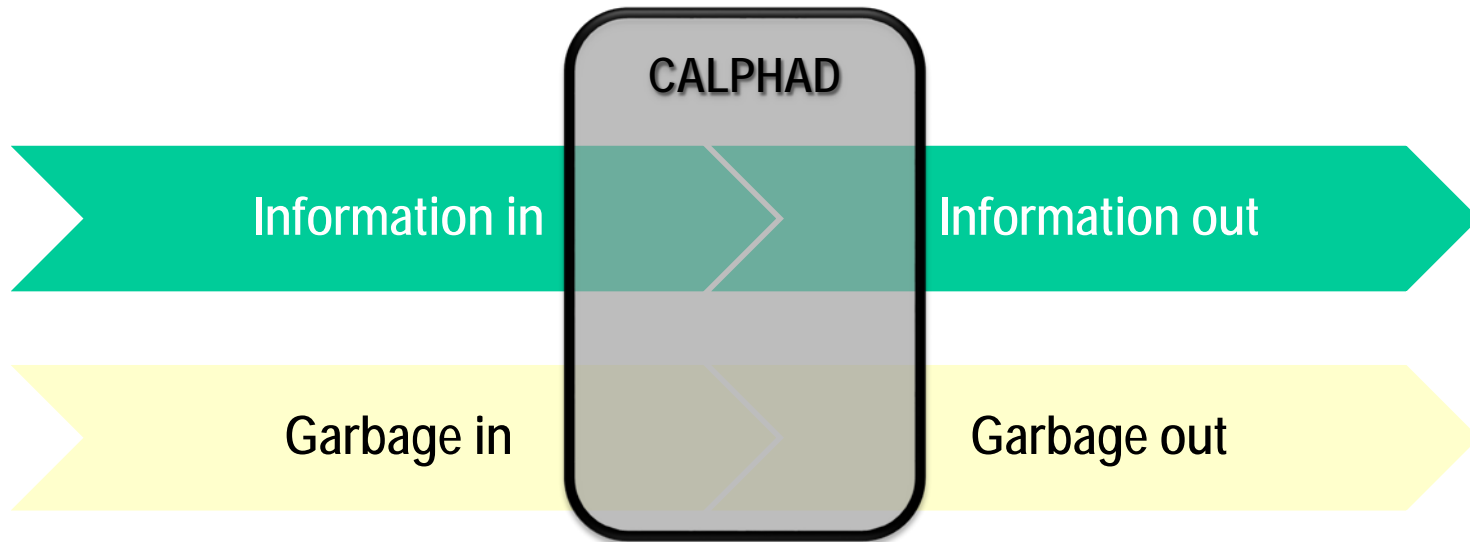 CALPHAD
Information in
Information out
Garbage in
Garbage out